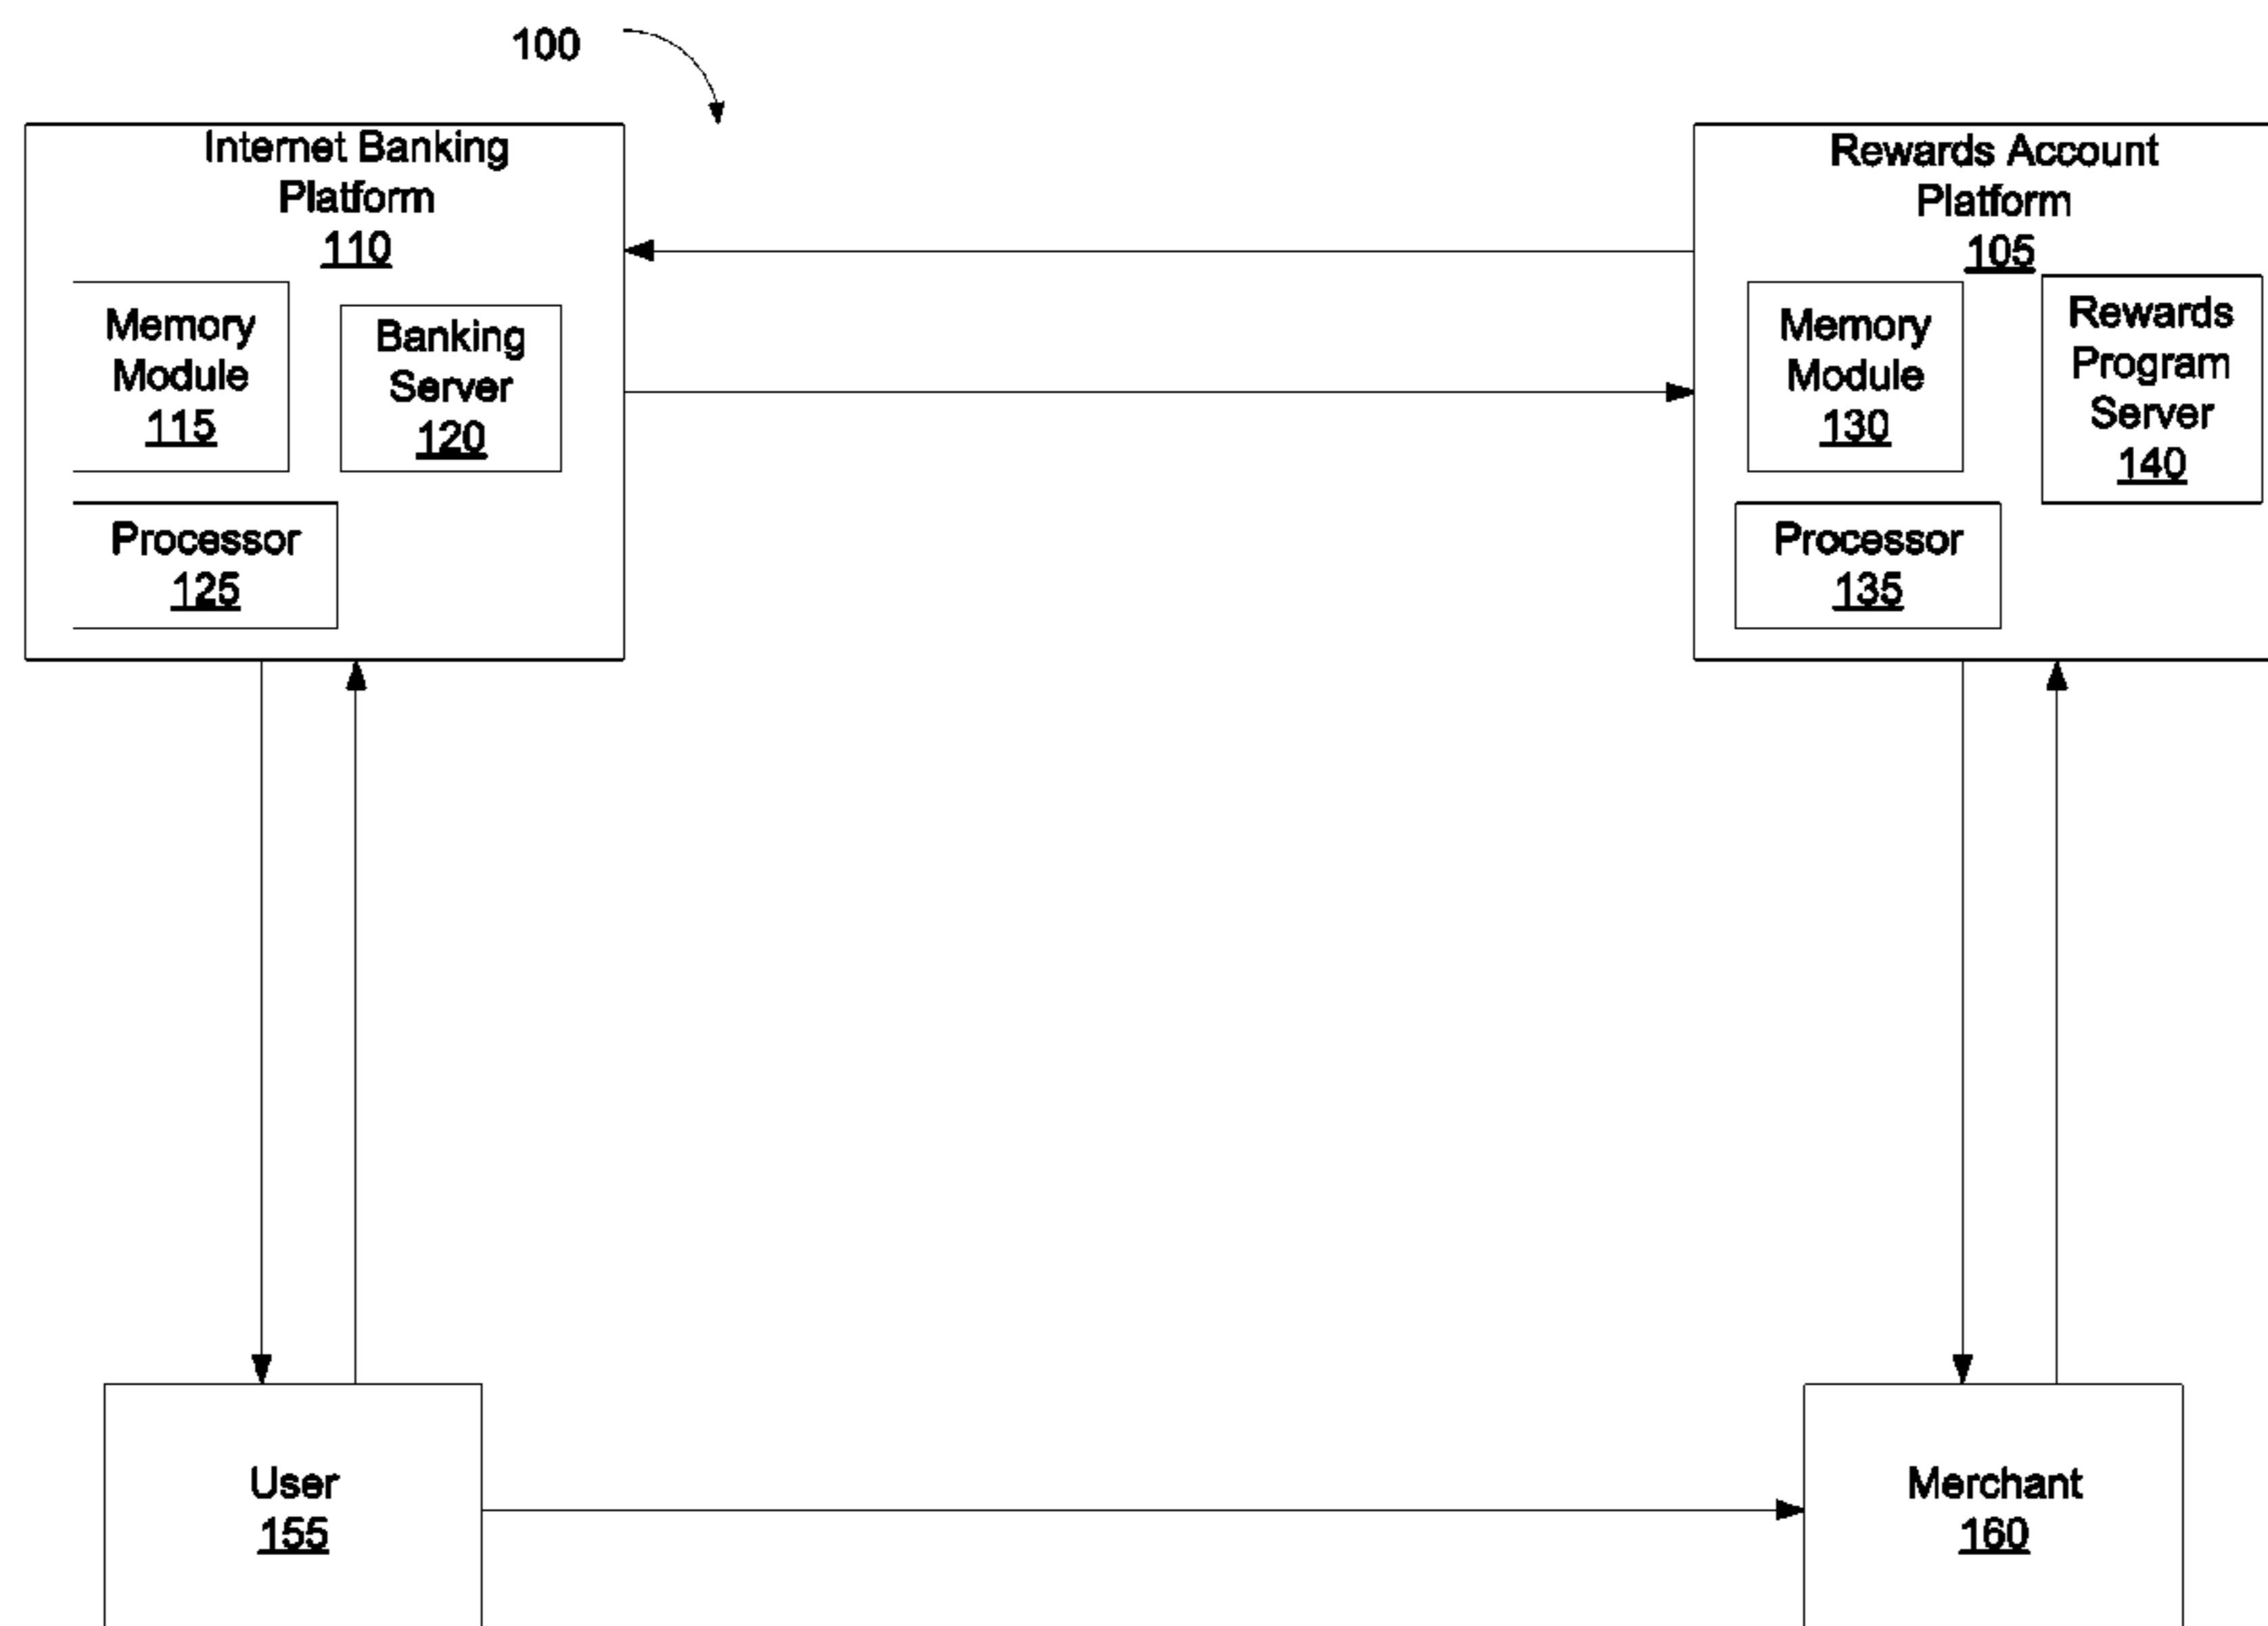 100
Internet Banking
Platform
110
Memory
Module
115
Banking
Server
120
Processor
125
Rewards Account
Platform
105
Memory
Module
130
Rewards
Program
Server
140
Processor
135
User
155
Merchant
160